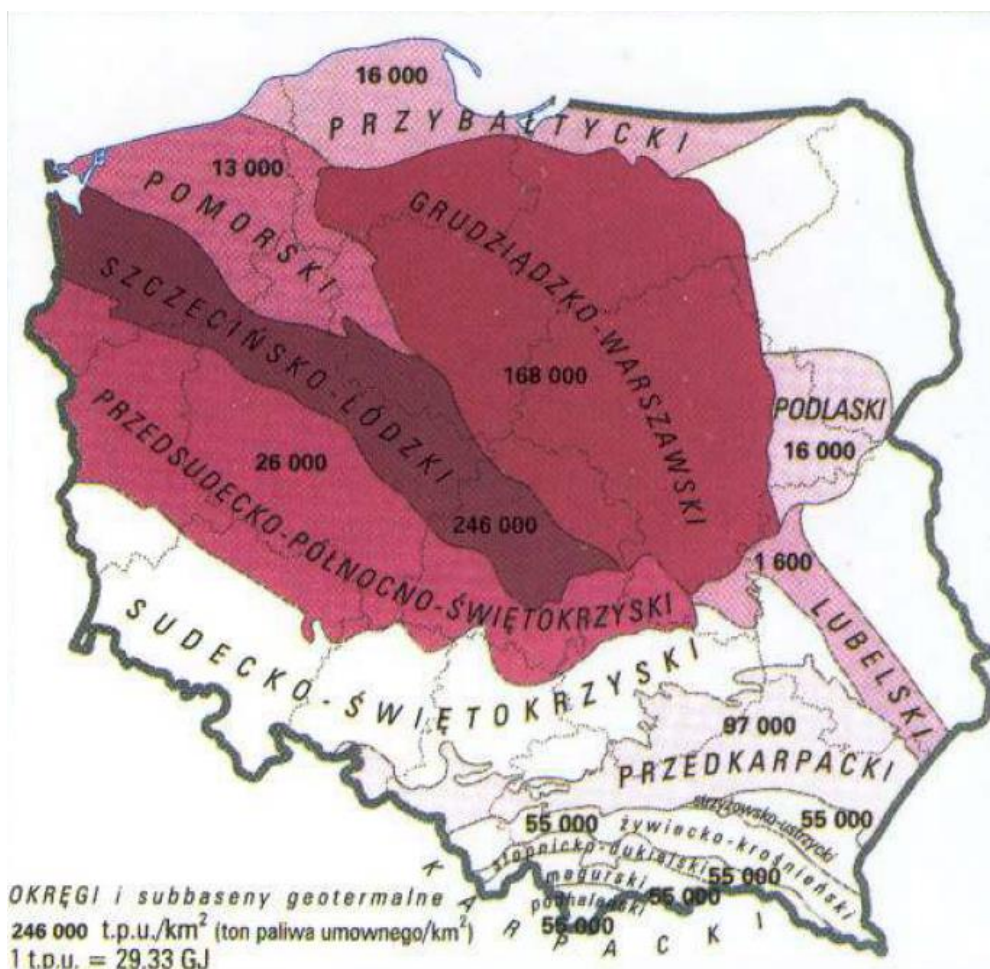 16 000
PRZYBAŁTYCKI
13 000
POMORSKI
GRUDZIĄDZKO-WARSZAWSKI
SZCZECIŃSKO-ŁÓDZKI
168 000
PODLASKI
16 000
PRZEDSUDECKO-PÓŁNOCNO-ŚWIĘTOKRZYSKI
26 000
246 000
1 600
LUBELSKI
SUDECKO-ŚWIĘTOKRZYSKI
97 000
PRZEDKARPACKI
strzyżowsko-ustrzycki
55 000
55 000
żywiecko-krośnieński
słopnicko-dukielski
55 000
magurski
55 000
podhalański
55 000
KARPACKI
OKRĘGI i subbaseny geotermalne
246 000 t.p.u./km² (ton paliwa umownego/km²)
1 t.p.u. = 29,33 GJ